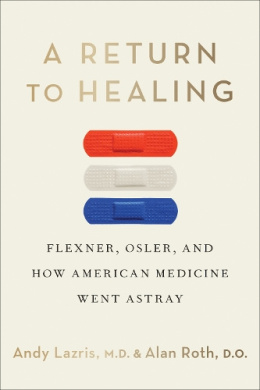 A RETURN
TO HEALING
FLEXNER, OSLER, AND
HOW AMERICAN MEDICINE
WENT ASTRAY
Andy Lazris, M.D. & Alan Roth, D.O.